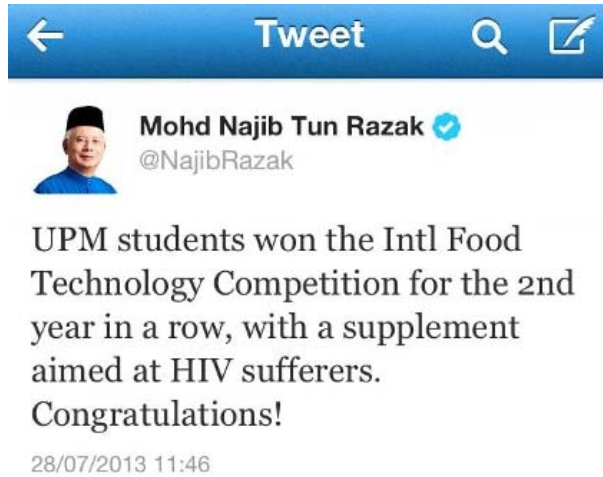 Tweet
Mohd Najib Tun Razak
@NajibRazak
UPM students won the Intl Food
Technology Competition for the 2nd
year in a row, with a supplement
aimed at HIV sufferers.
Congratulations!
28/07/2013 11:46